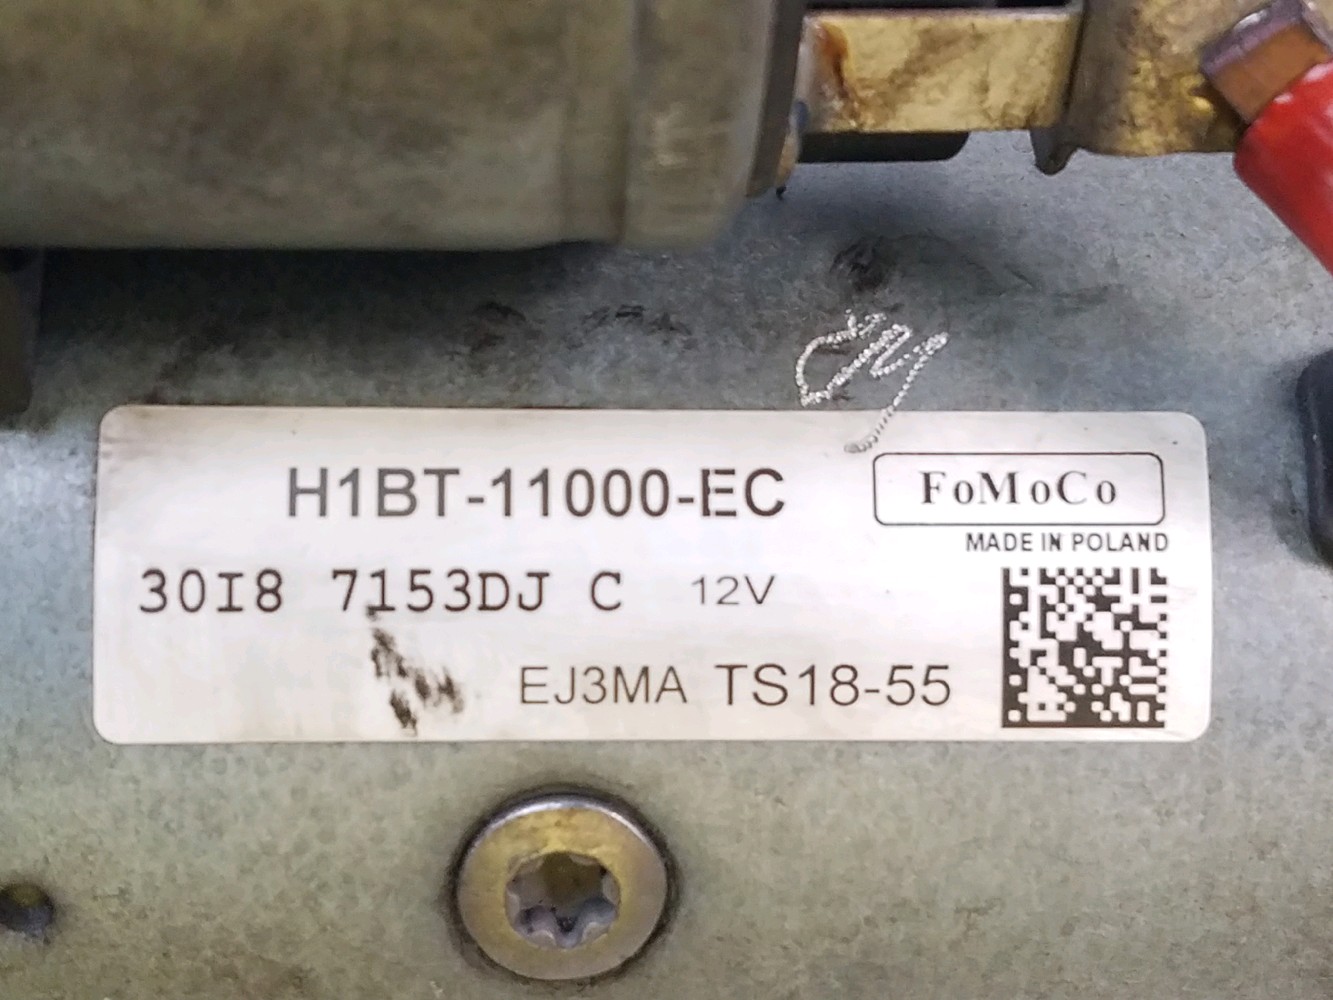 H1BT-11000-EC
FoMoCo
MADE IN POLAND
30I8 7153DJ C 12V
EJ3MA TS18-55